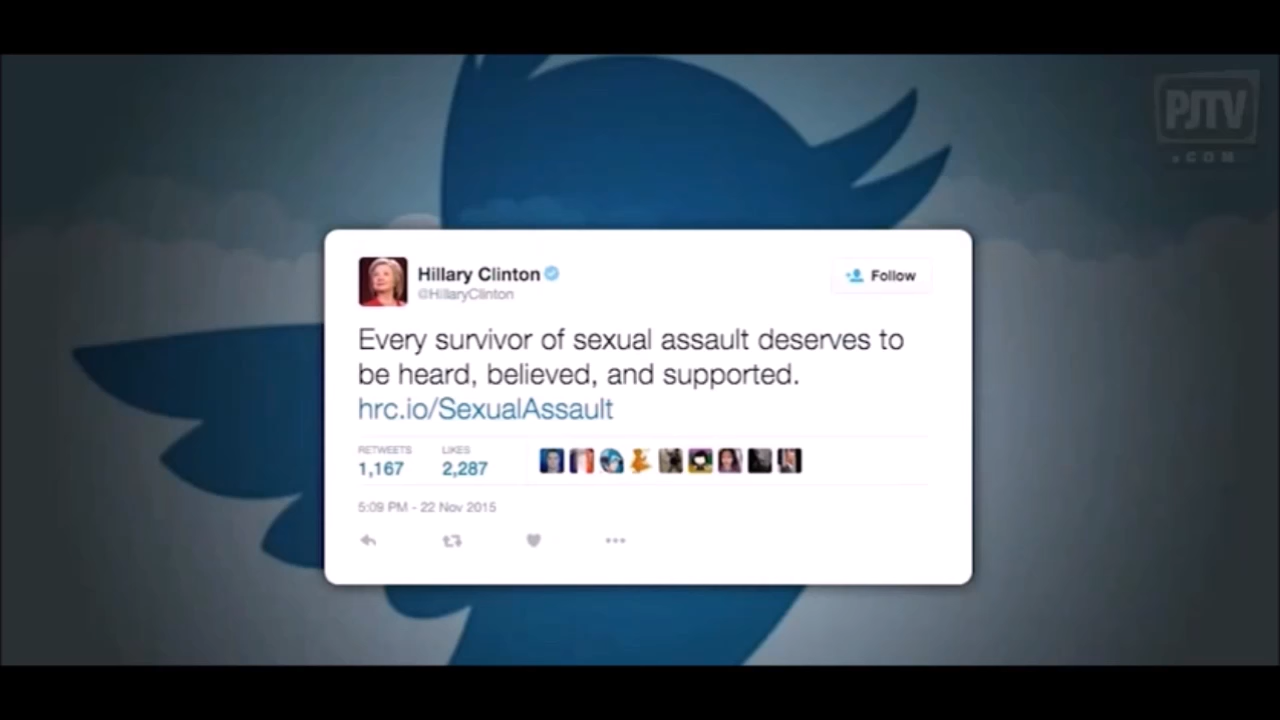 PJTV
.COM
Hillary Clinton
@HillaryClinton
Follow
Every survivor of sexual assault deserves to
be heard, believed, and supported.
hrc.io/SexualAssault
RETWEETS LIKES
1,167 2,287
5:09 PM - 22 Nov 2015